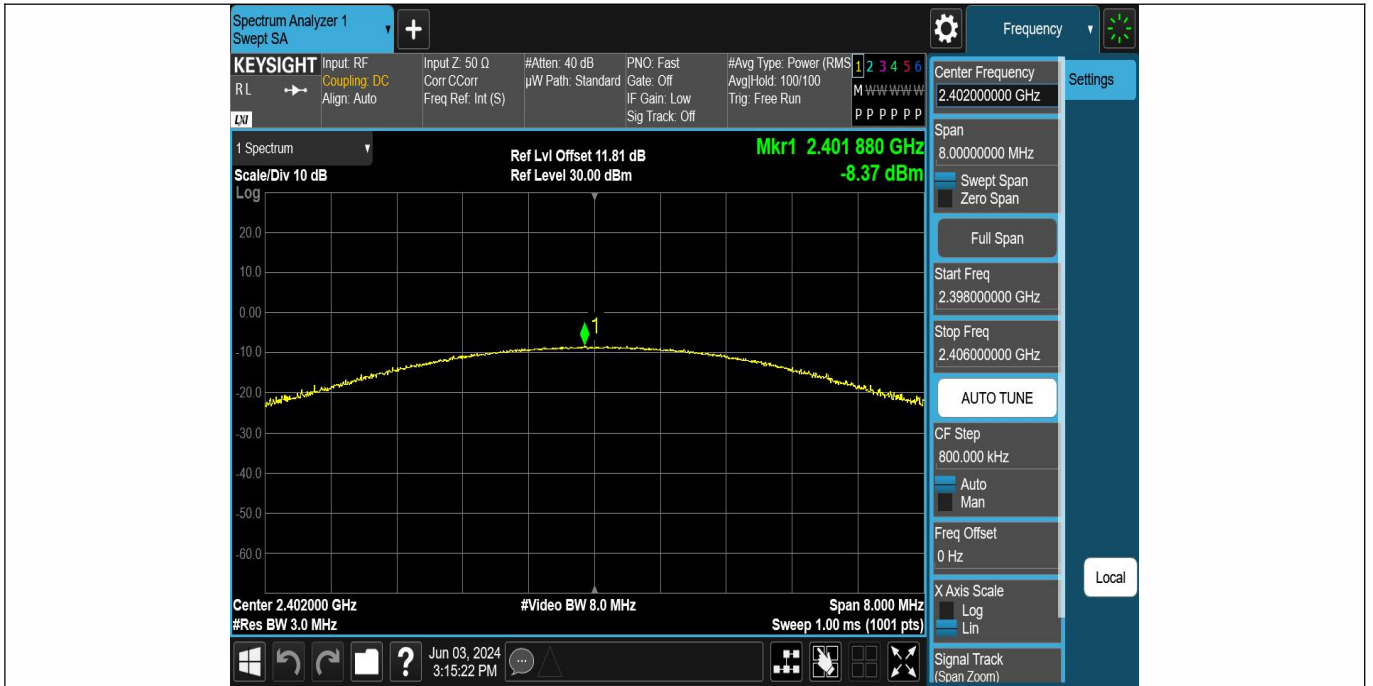 Spectrum Analyzer 1
Swept SA
+
Frequency
KEYSIGHT
R L
LXI
Input: RF
Coupling: DC
Align: Auto
Input Z: 50 Ω
Corr CCorr
Freq Ref: Int (S)
#Atten: 40 dB
µW Path: Standard
PNO: Fast
Gate: Off
IF Gain: Low
Sig Track: Off
#Avg Type: Power (RMS
Avg|Hold: 100/100
Trig: Free Run
1 2 3 4 5 6
M W W W W W
P P P P P P
1 Spectrum
Scale/Div 10 dB
Log
Ref Lvl Offset 11.81 dB
Ref Level 30.00 dBm
Mkr1 2.401 880 GHz
-8.37 dBm
20.0
10.0
0.00
-10.0
-20.0
-30.0
-40.0
-50.0
-60.0
1
Center 2.402000 GHz
#Res BW 3.0 MHz
#Video BW 8.0 MHz
Span 8.000 MHz
Sweep 1.00 ms (1001 pts)
Jun 03, 2024
3:15:22 PM
Center Frequency
2.402000000 GHz
Settings
Span
8.00000000 MHz
Swept Span
Zero Span
Full Span
Start Freq
2.398000000 GHz
Stop Freq
2.406000000 GHz
AUTO TUNE
CF Step
800.000 kHz
Auto
Man
Freq Offset
0 Hz
X Axis Scale
Log
Lin
Local
Signal Track
(Span Zoom)